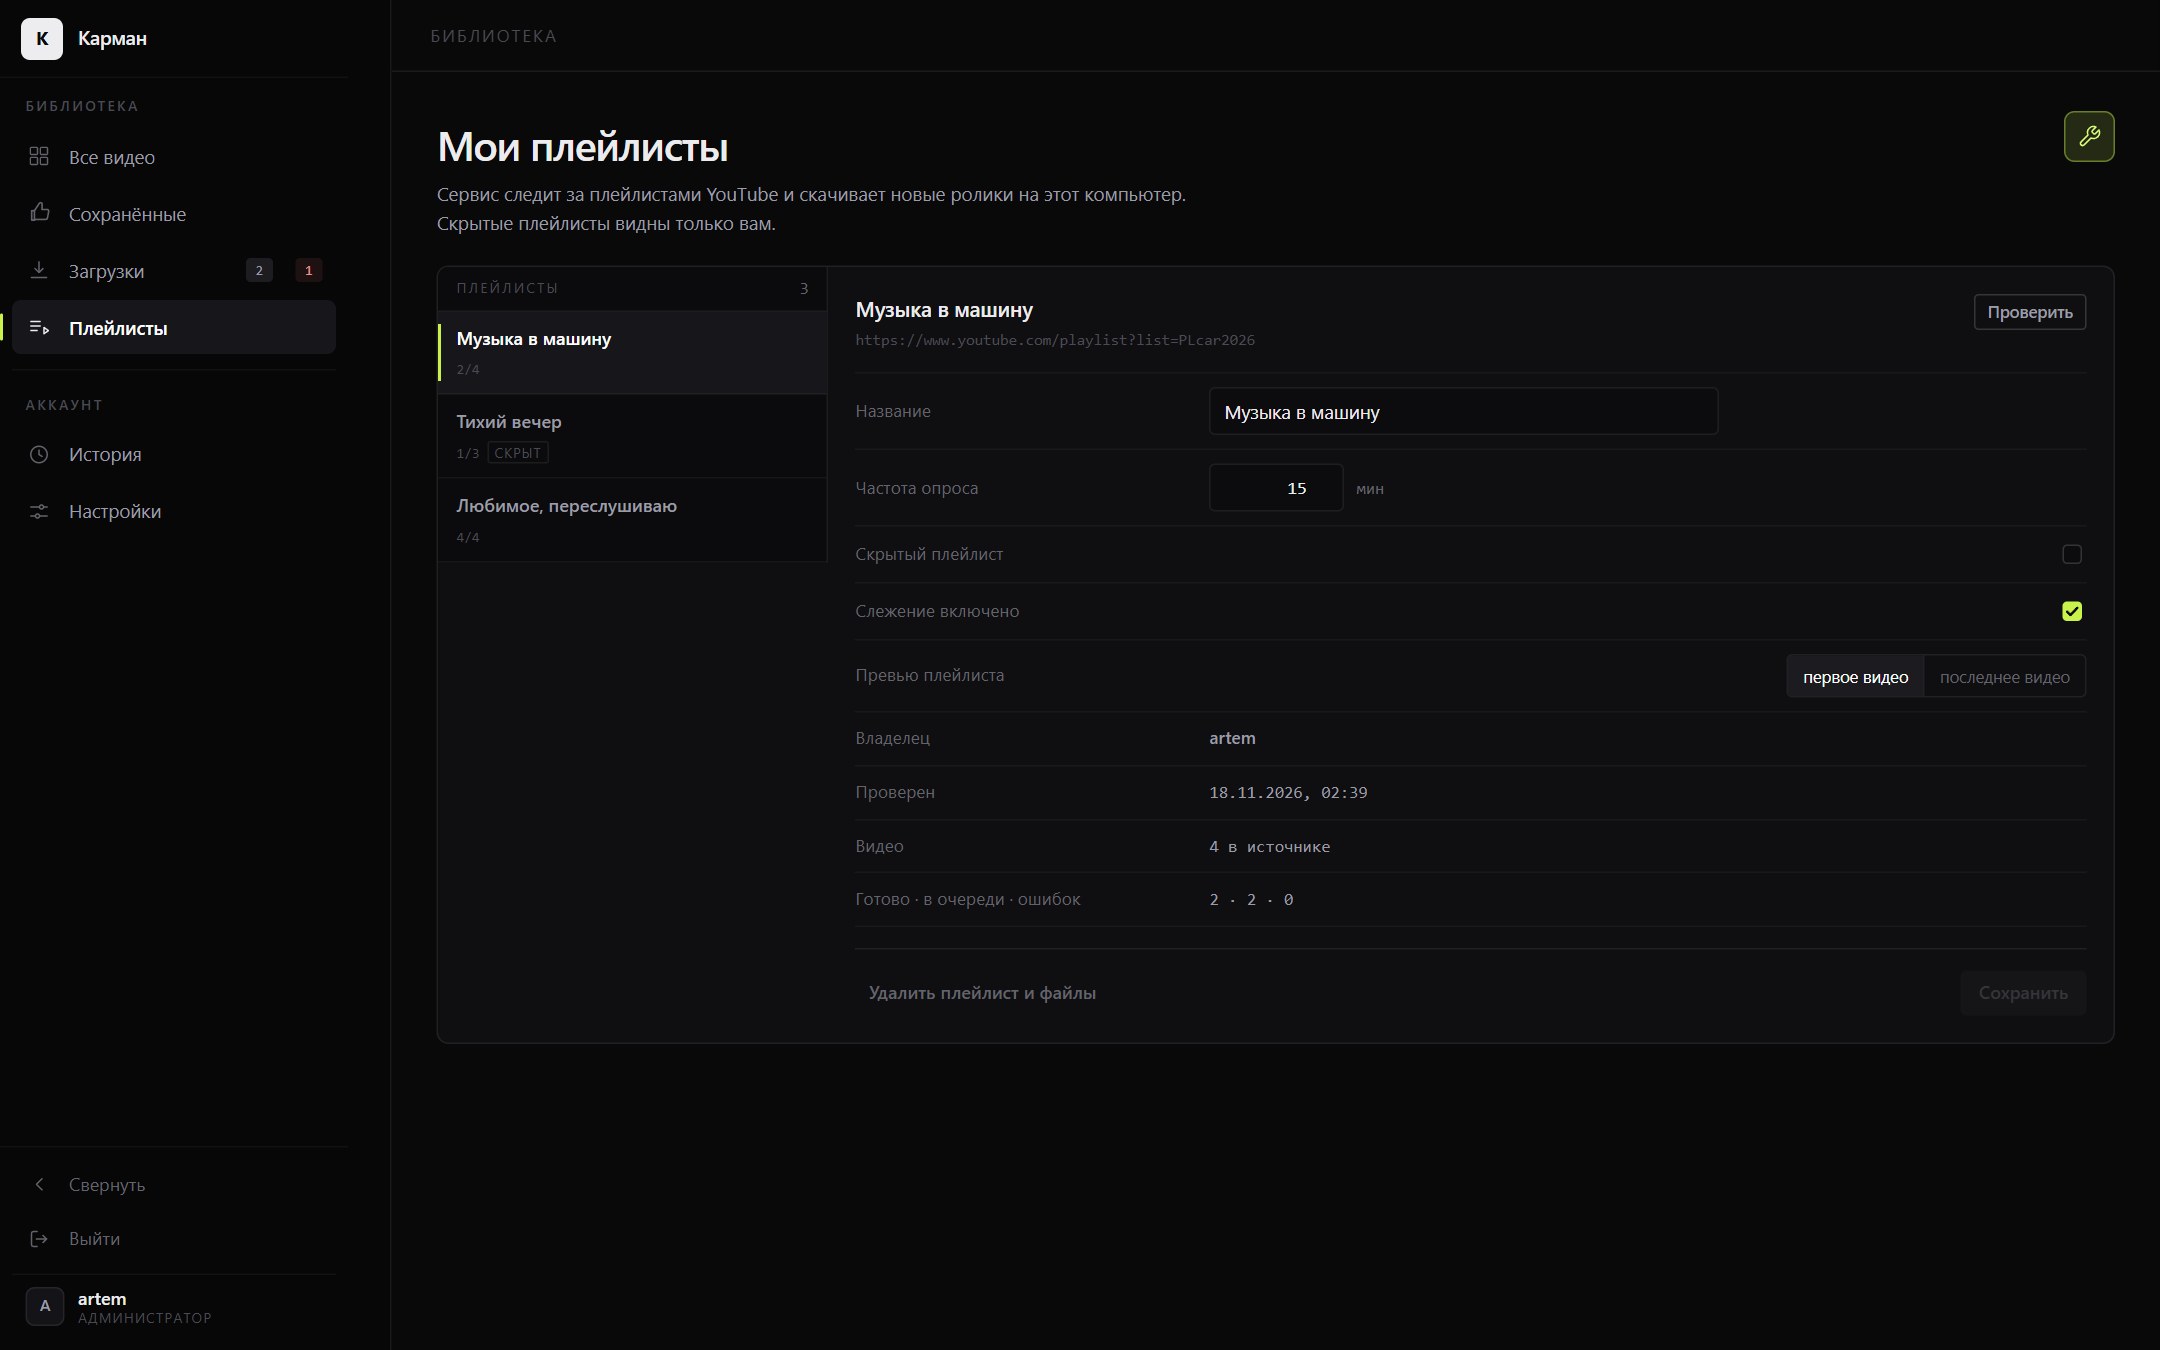 К Карман
БИБЛИОТЕКА
Все видео
Сохранённые
Загрузки 2 1
Плейлисты
АККАУНТ
История
Настройки
Свернуть
Выйти
A artem
АДМИНИСТРАТОР
БИБЛИОТЕКА
Мои плейлисты
Сервис следит за плейлистами YouTube и скачивает новые ролики на этот компьютер.
Скрытые плейлисты видны только вам.
ПЛЕЙЛИСТЫ 3
Музыка в машину
2/4
Тихий вечер
1/3 СКРЫТ
Любимое, переслушиваю
4/4
Музыка в машину
Проверить
https://www.youtube.com/playlist?list=PLcar2026
Название Музыка в машину
Частота опроса 15 мин
Скрытый плейлист
Слежение включено
Превью плейлиста первое видео последнее видео
Владелец artem
Проверен 18.11.2026, 02:39
Видео 4 в источнике
Готово · в очереди · ошибок 2 · 2 · 0
Удалить плейлист и файлы Сохранить